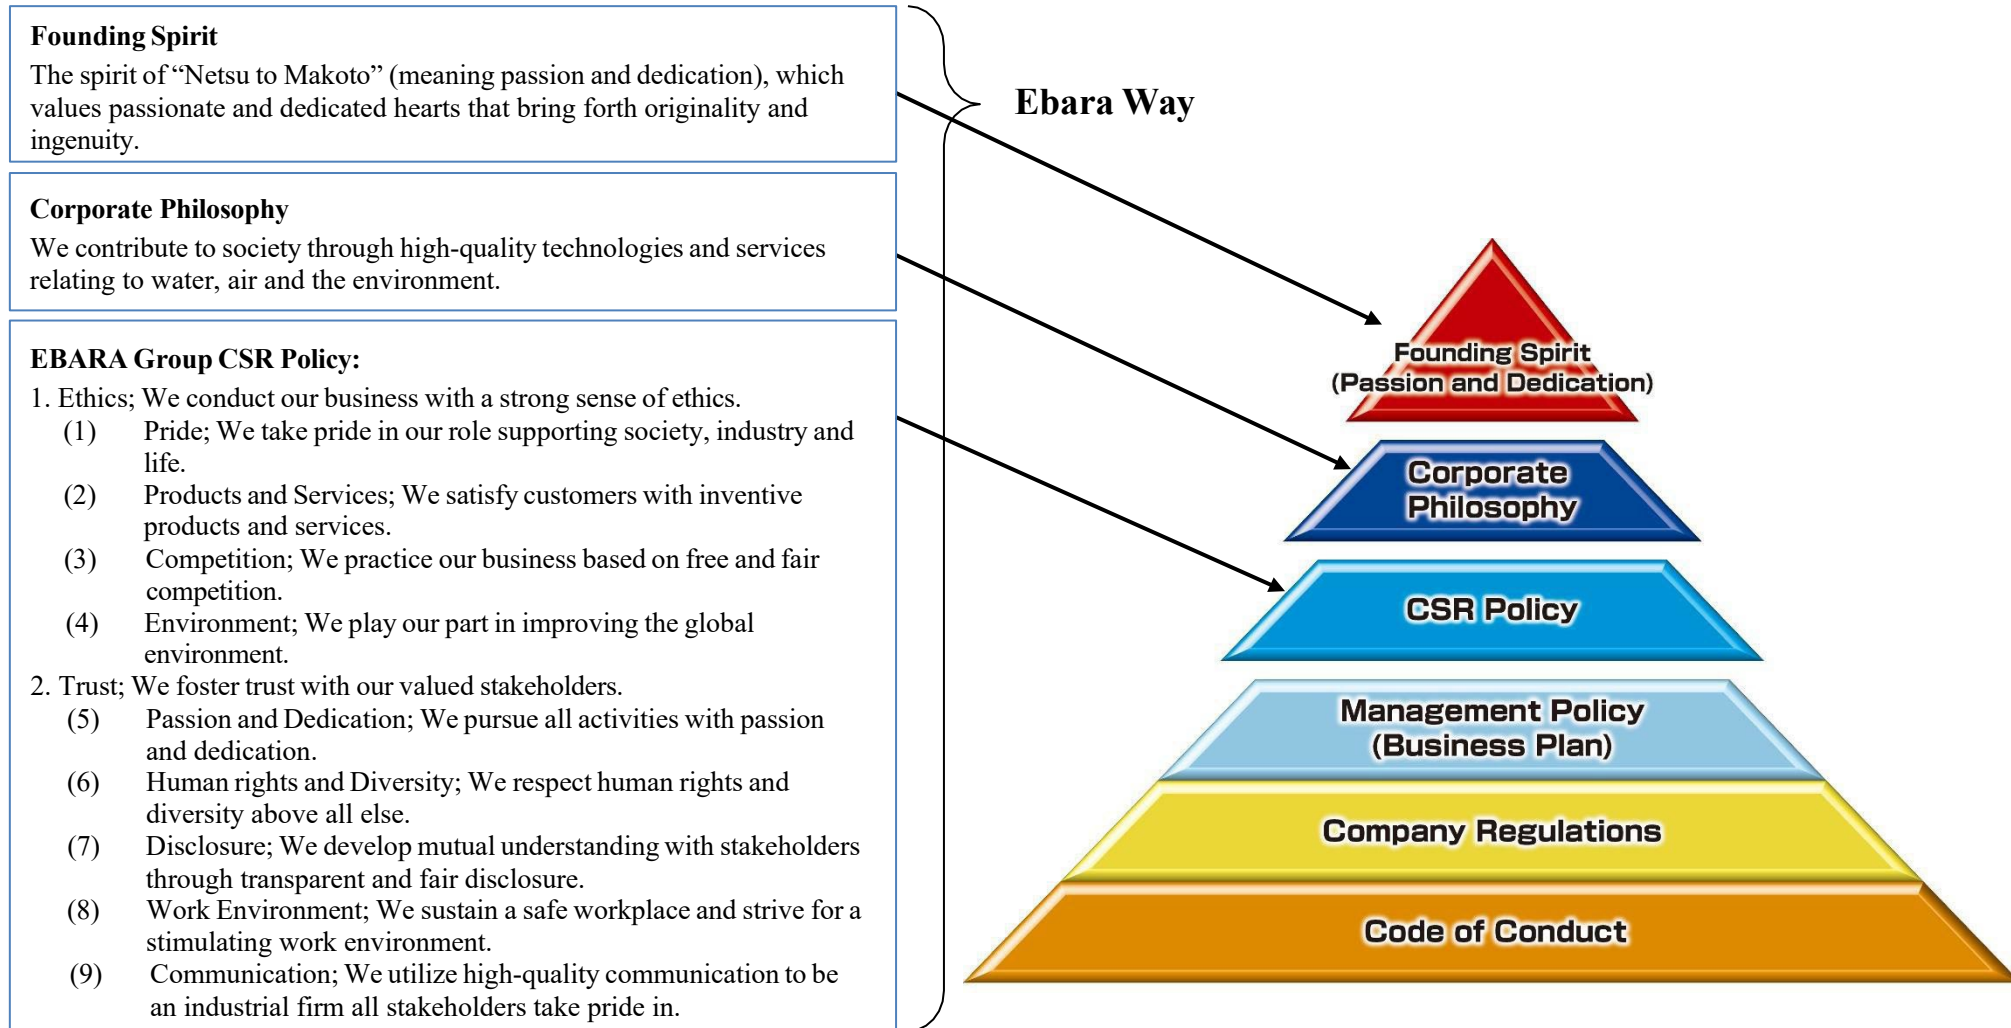 Founding Spirit
The spirit of “Netsu to Makoto” (meaning passion and dedication), which
values passionate and dedicated hearts that bring forth originality and
ingenuity.
Corporate Philosophy
We contribute to society through high-quality technologies and services
relating to water, air and the environment.
EBARA Group CSR Policy:
1. Ethics; We conduct our business with a strong sense of ethics.
(1) Pride; We take pride in our role supporting society, industry and
life.
(2) Products and Services; We satisfy customers with inventive
products and services.
(3) Competition; We practice our business based on free and fair
competition.
(4) Environment; We play our part in improving the global
environment.
2. Trust; We foster trust with our valued stakeholders.
(5) Passion and Dedication; We pursue all activities with passion
and dedication.
(6) Human rights and Diversity; We respect human rights and
diversity above all else.
(7) Disclosure; We develop mutual understanding with stakeholders
through transparent and fair disclosure.
(8) Work Environment; We sustain a safe workplace and strive for a
stimulating work environment.
(9) Communication; We utilize high-quality communication to be
an industrial firm all stakeholders take pride in.
Ebara Way
Founding Spirit
(Passion and Dedication)
Corporate
Philosophy
CSR Policy
Management Policy
(Business Plan)
Company Regulations
Code of Conduct